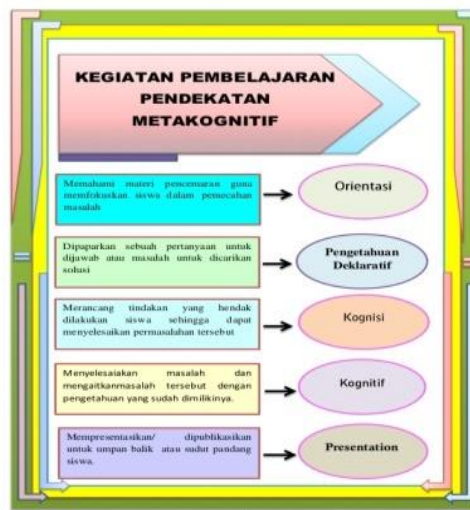 KEGIATAN PEMBELAJARAN
PENDEKATAN
METAKOGNITIF
Memahami materi pencemaran guna
memfokuskan siswa dalam pemecahan
masalah
Orientasi
Dipaparkan sebuah pertanyaan untuk
dijawab atau masalah untuk dicarikan
solusi
Pengetahuan
Deklaratif
Merancang tindakan yang hendak
dilakukan siswa sehingga dapat
menyelesaikan permasalahan tersebut
Kognisi
Menyelesaiakan masalah dan
mengaitkanmasalah tersebut dengan
pengetahuan yang sudah dimilikinya.
Kognitif
Mempresentasikan/ dipublikasikan
untuk umpan balik atau sudut pandang
siswa.
Presentation